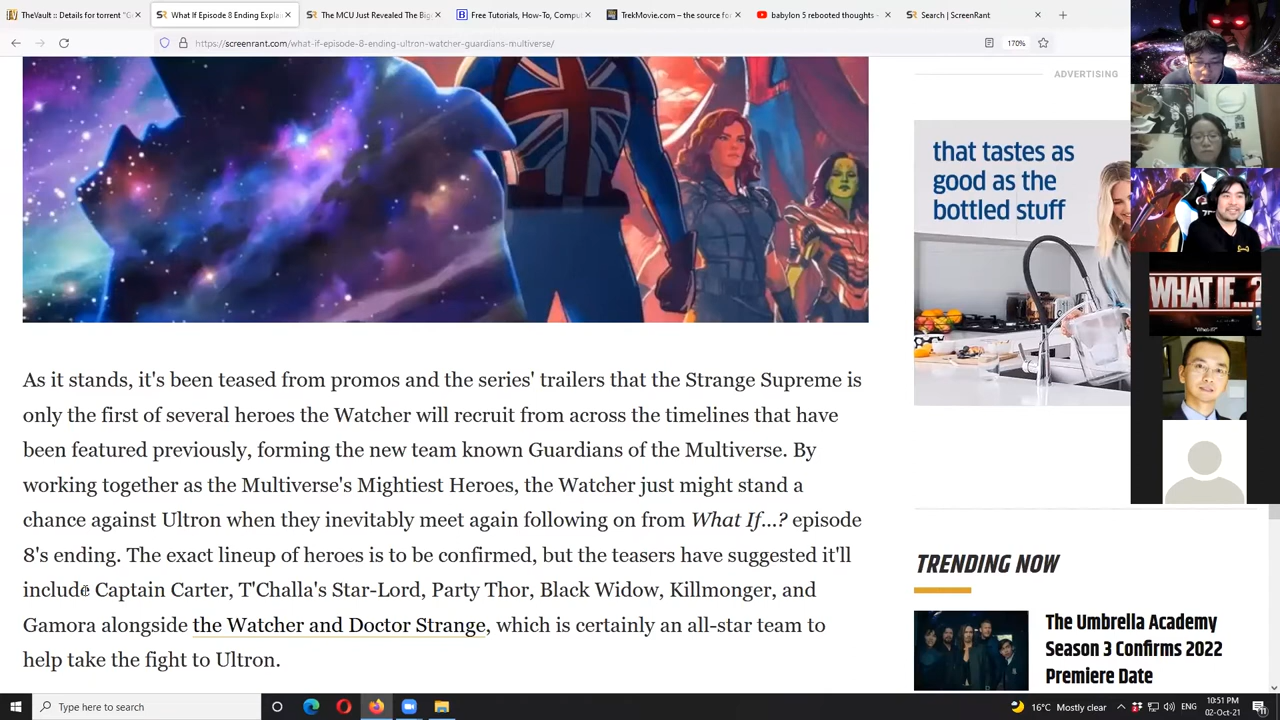 TheVault :: Details for torrent "G
What If Episode 8 Ending Expla
The MCU Just Revealed The Big
Free Tutorials, How-To, Comput
TrekMovie.com – the source fo
babylon 5 rebooted thoughts -
Search | ScreenRant
https://screenrant.com/what-if-episode-8-ending-ultron-watcher-guardians-multiverse/
170%
ADVERTISING
that tastes as
good as the
bottled stuff
WHAT IF...?
As it stands, it's been teased from promos and the series' trailers that the Strange Supreme is
only the first of several heroes the Watcher will recruit from across the timelines that have
been featured previously, forming the new team known Guardians of the Multiverse. By
working together as the Multiverse's Mightiest Heroes, the Watcher just might stand a
chance against Ultron when they inevitably meet again following on from What If...? episode
8's ending. The exact lineup of heroes is to be confirmed, but the teasers have suggested it'll
include Captain Carter, T'Challa's Star-Lord, Party Thor, Black Widow, Killmonger, and
Gamora alongside the Watcher and Doctor Strange, which is certainly an all-star team to
help take the fight to Ultron.
TRENDING NOW
The Umbrella Academy
Season 3 Confirms 2022
Premiere Date
Type here to search
16°C Mostly clear
10:51 PM
02-Oct-21